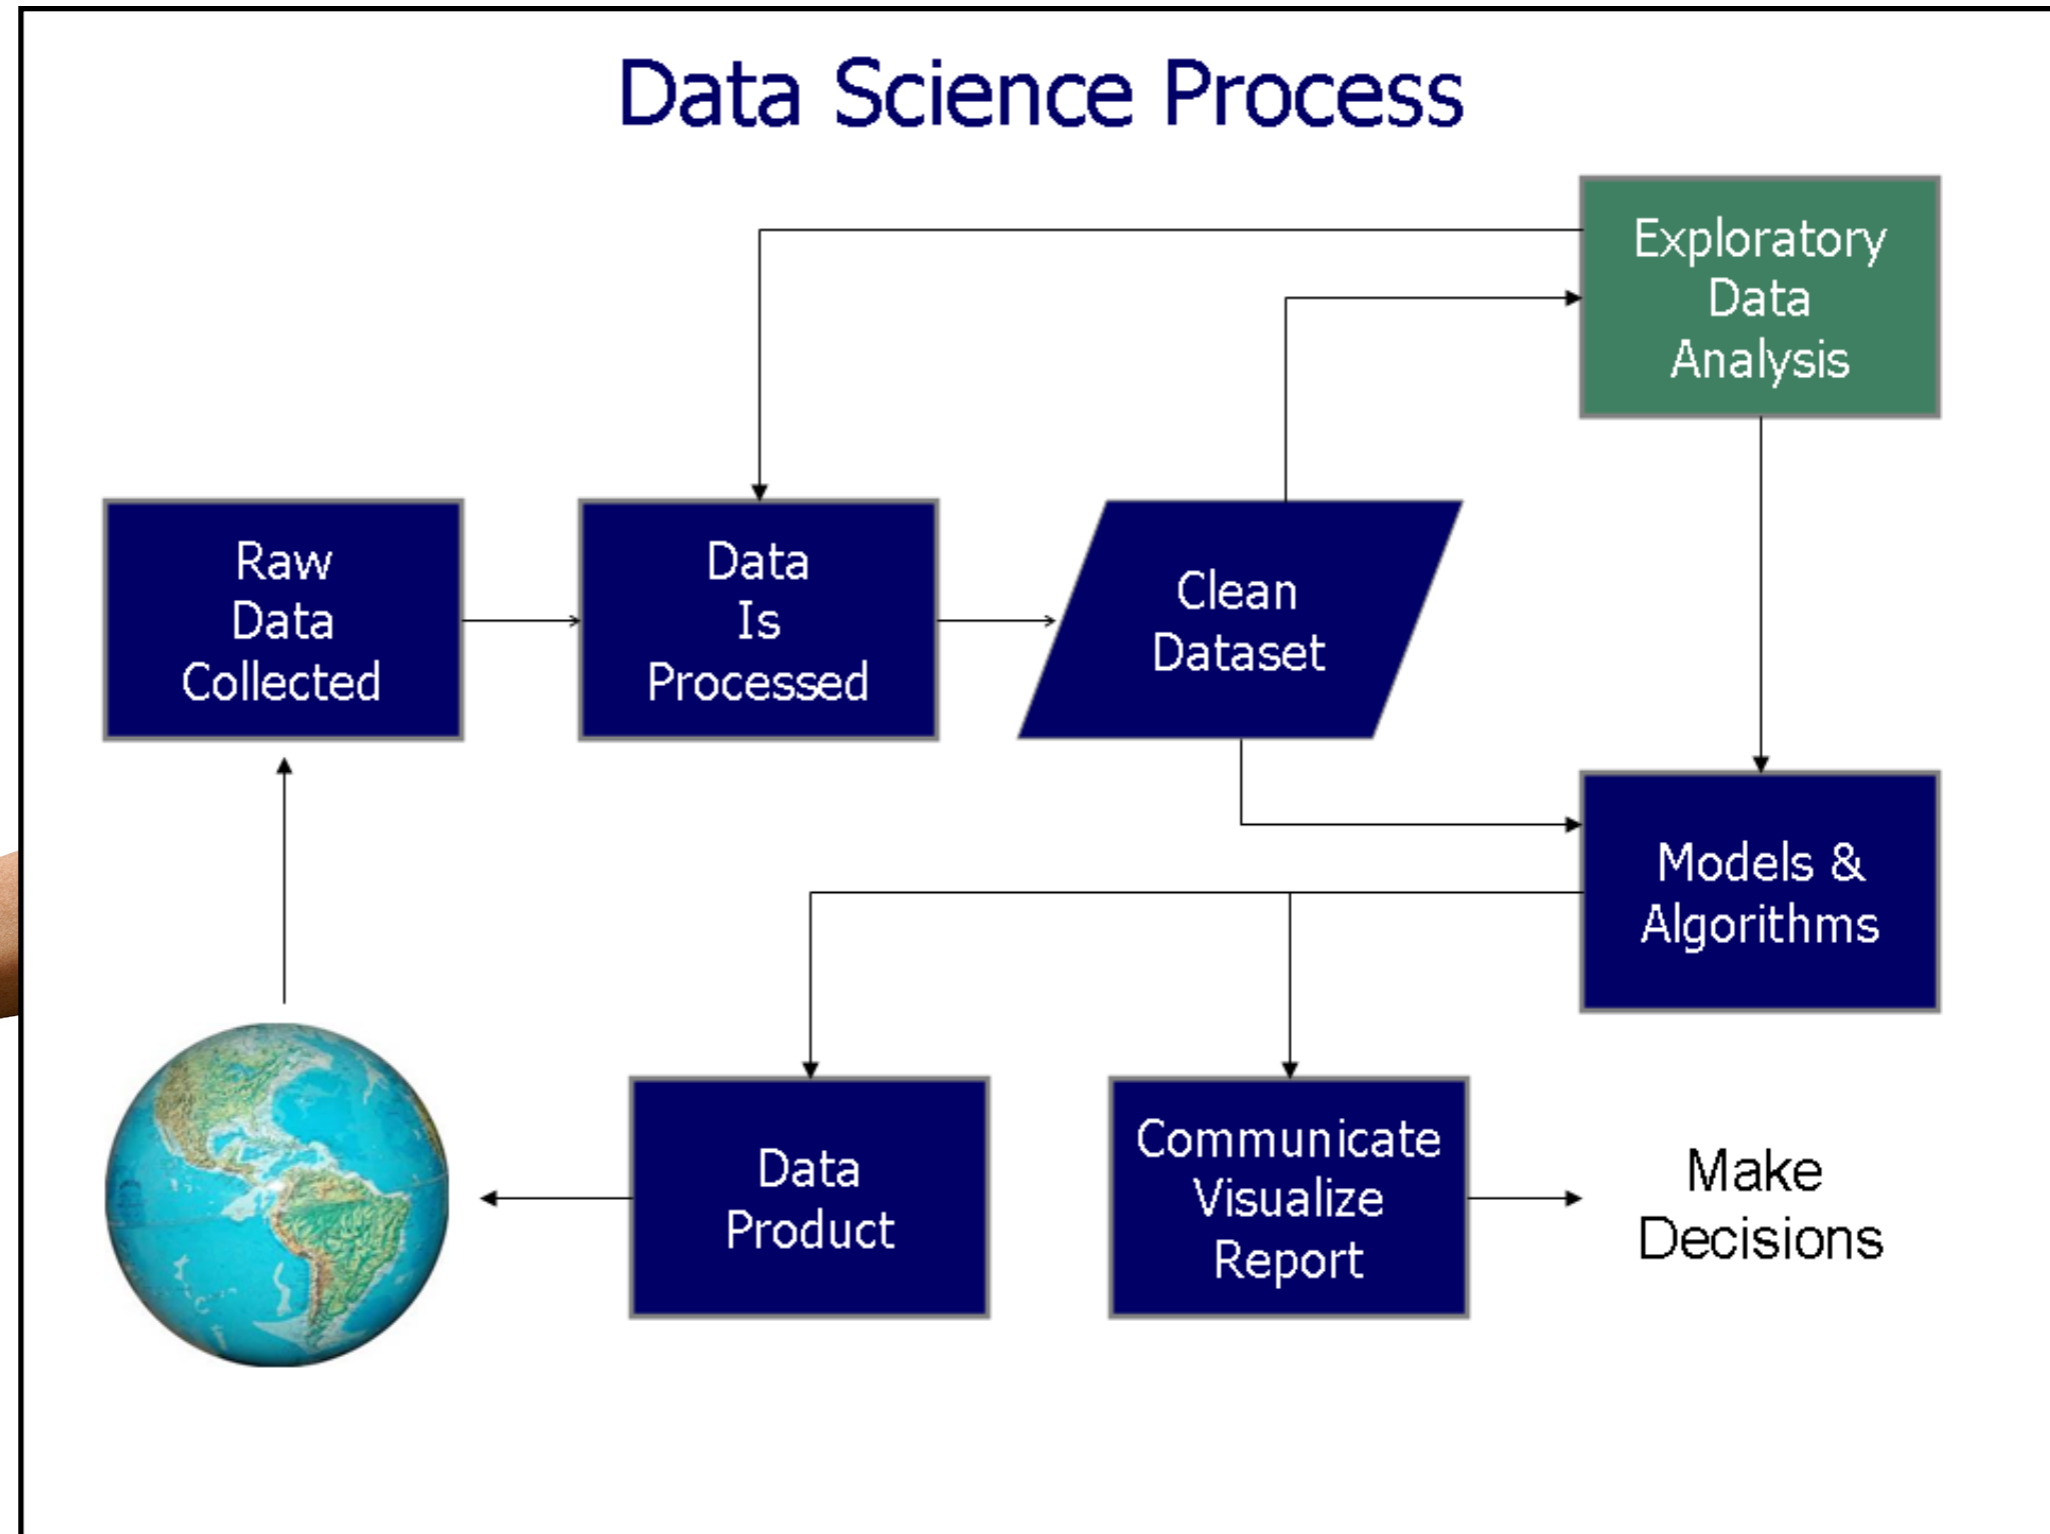 Data Science Process
Exploratory
Data
Analysis
Raw
Data
Collected
Data
Is
Processed
Clean
Dataset
Models &
Algorithms
Data
Product
Communicate
Visualize
Report
Make
Decisions